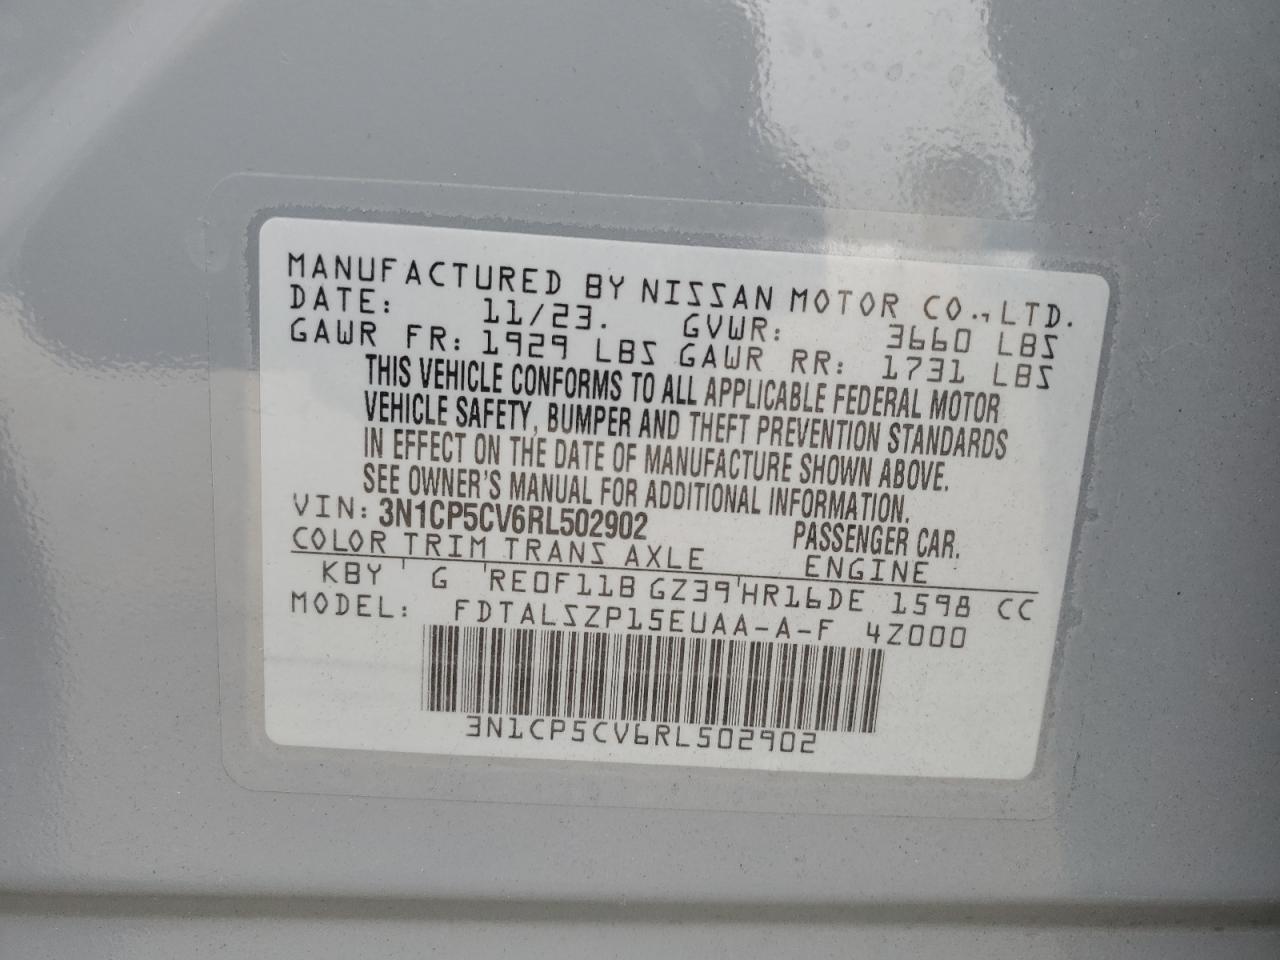 MANUFACTURED BY NISSAN MOTOR CO.,LTD.
DATE: 11/23. GVWR: 3660 LBS
GAWR FR: 1929 LBS GAWR RR: 1731 LBS
THIS VEHICLE CONFORMS TO ALL APPLICABLE FEDERAL MOTOR
VEHICLE SAFETY, BUMPER AND THEFT PREVENTION STANDARDS
IN EFFECT ON THE DATE OF MANUFACTURE SHOWN ABOVE.
SEE OWNER'S MANUAL FOR ADDITIONAL INFORMATION.
VIN: 3N1CP5CV6RL502902 PASSENGER CAR.
COLOR TRIM TRANS AXLE ENGINE
KBY ' G 'RE0F11B GZ39'HR16DE 1598 CC
MODEL: FDTALSZP15EUAA-A-F 4Z000
3N1CP5CV6RL502902